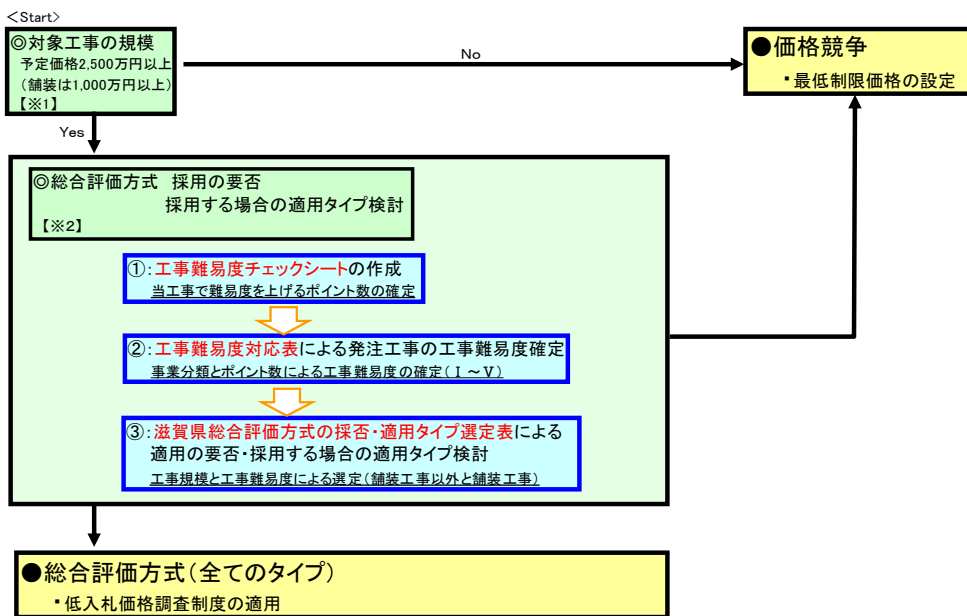 <Start>
◎対象工事の規模
予定価格2,500万円以上
(舗装は1,000万円以上)
【※1】
No
●価格競争
・最低制限価格の設定
Yes
◎総合評価方式 採用の要否
採用する場合の適用タイプ検討
【※2】
①:工事難易度チェックシートの作成
当工事で難易度を上げるポイント数の確定
②:工事難易度対応表による発注工事の工事難易度確定
事業分類とポイント数による工事難易度の確定(Ⅰ~Ⅴ)
③:滋賀県総合評価方式の採否・適用タイプ選定表による
適用の要否・採用する場合の適用タイプ検討
工事規模と工事難易度による選定(舗装工事以外と舗装工事)
●総合評価方式(全てのタイプ)
・低入札価格調査制度の適用